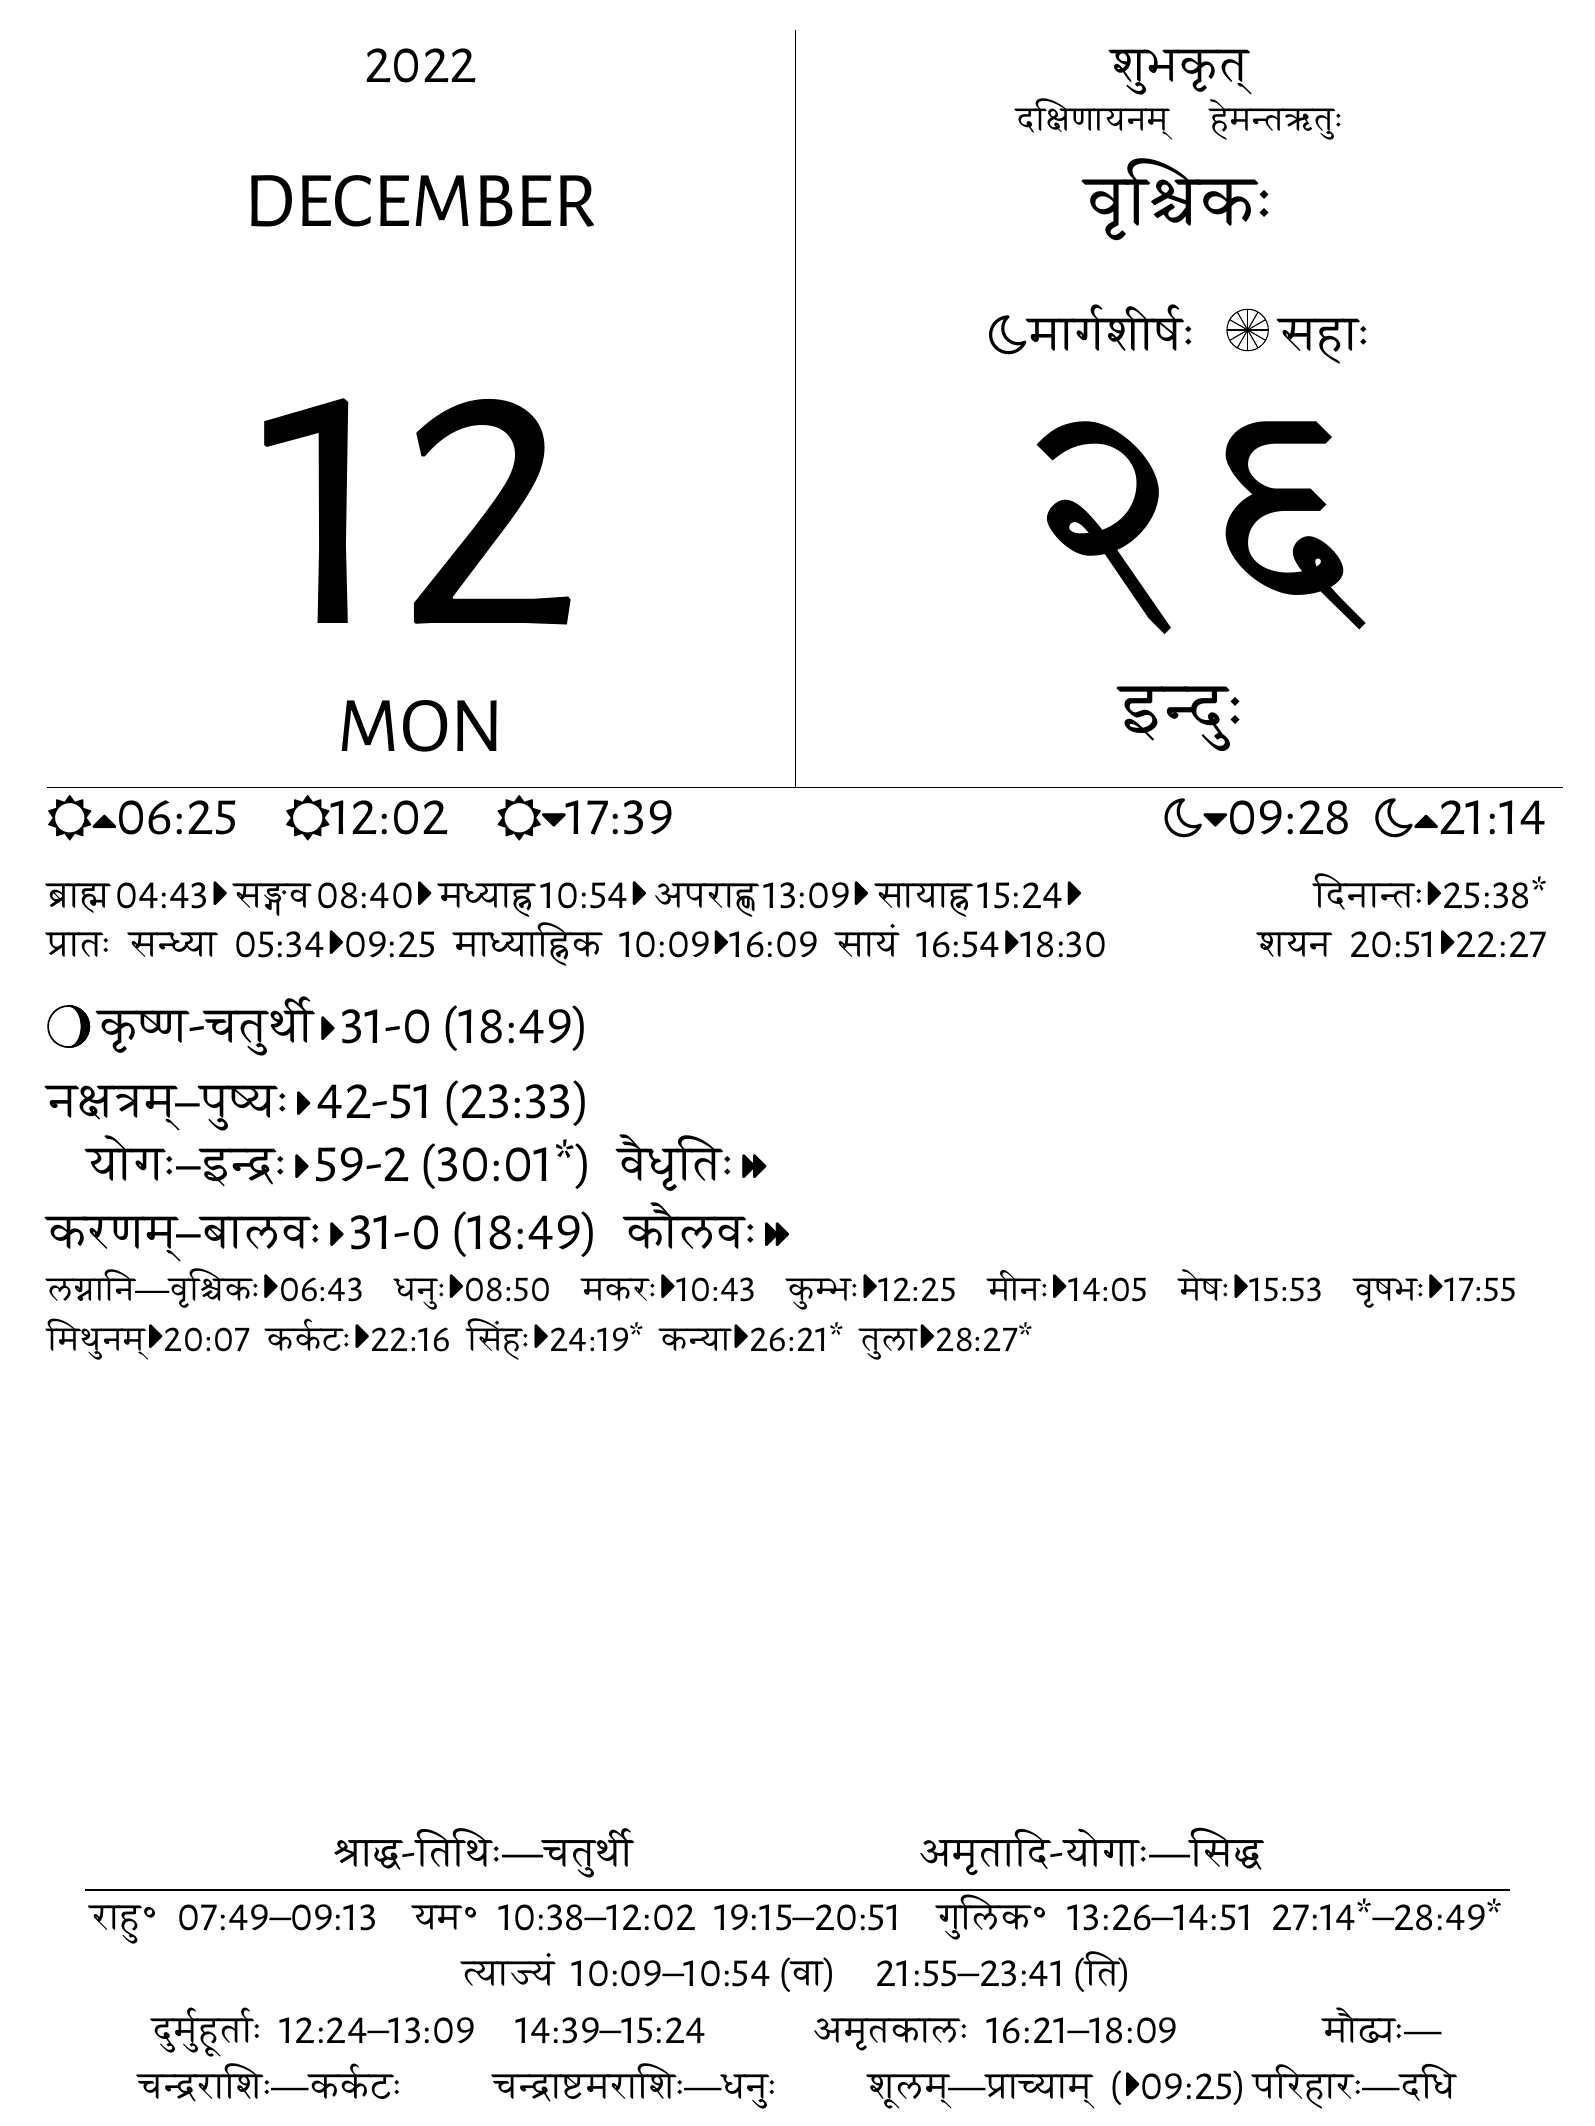 2022
DECEMBER
12
MON
शुभकृत्
दक्षिणायनम् हेमन्तऋतुः
वृश्चिकः
मार्गशीर्षः सहाः
२६
इन्दुः
06:25 12:02 17:39 09:28 21:14
ब्राह्म 04:43 सङ्गव 08:40 मध्याह्न 10:54 अपराह्ण 13:09 सायाह्न 15:24 दिनान्तः 25:38*
प्रातः सन्ध्या 05:34 09:25 माध्याह्निक 10:09 16:09 सायं 16:54 18:30 शयन 20:51 22:27
कृष्ण-चतुर्थी 31-0 (18:49)
नक्षत्रम्–पुष्यः 42-51 (23:33)
योगः–इन्द्रः 59-2 (30:01*) वैधृतिः
करणम्–बालवः 31-0 (18:49) कौलवः
लग्नानि—वृश्चिकः 06:43 धनुः 08:50 मकरः 10:43 कुम्भः 12:25 मीनः 14:05 मेषः 15:53 वृषभः 17:55
मिथुनम् 20:07 कर्कटः 22:16 सिंहः 24:19* कन्या 26:21* तुला 28:27*
श्राद्ध-तिथिः—चतुर्थी अमृतादि-योगाः—सिद्ध
राहु॰ 07:49–09:13 यम॰ 10:38–12:02 19:15–20:51 गुलिक॰ 13:26–14:51 27:14*–28:49*
त्याज्यं 10:09–10:54 (वा) 21:55–23:41 (ति)
दुर्मुहूर्ताः 12:24–13:09 14:39–15:24 अमृतकालः 16:21–18:09 मौढ्यः—
चन्द्रराशिः—कर्कटः चन्द्राष्टमराशिः—धनुः शूलम्—प्राच्याम् (09:25) परिहारः—दधि